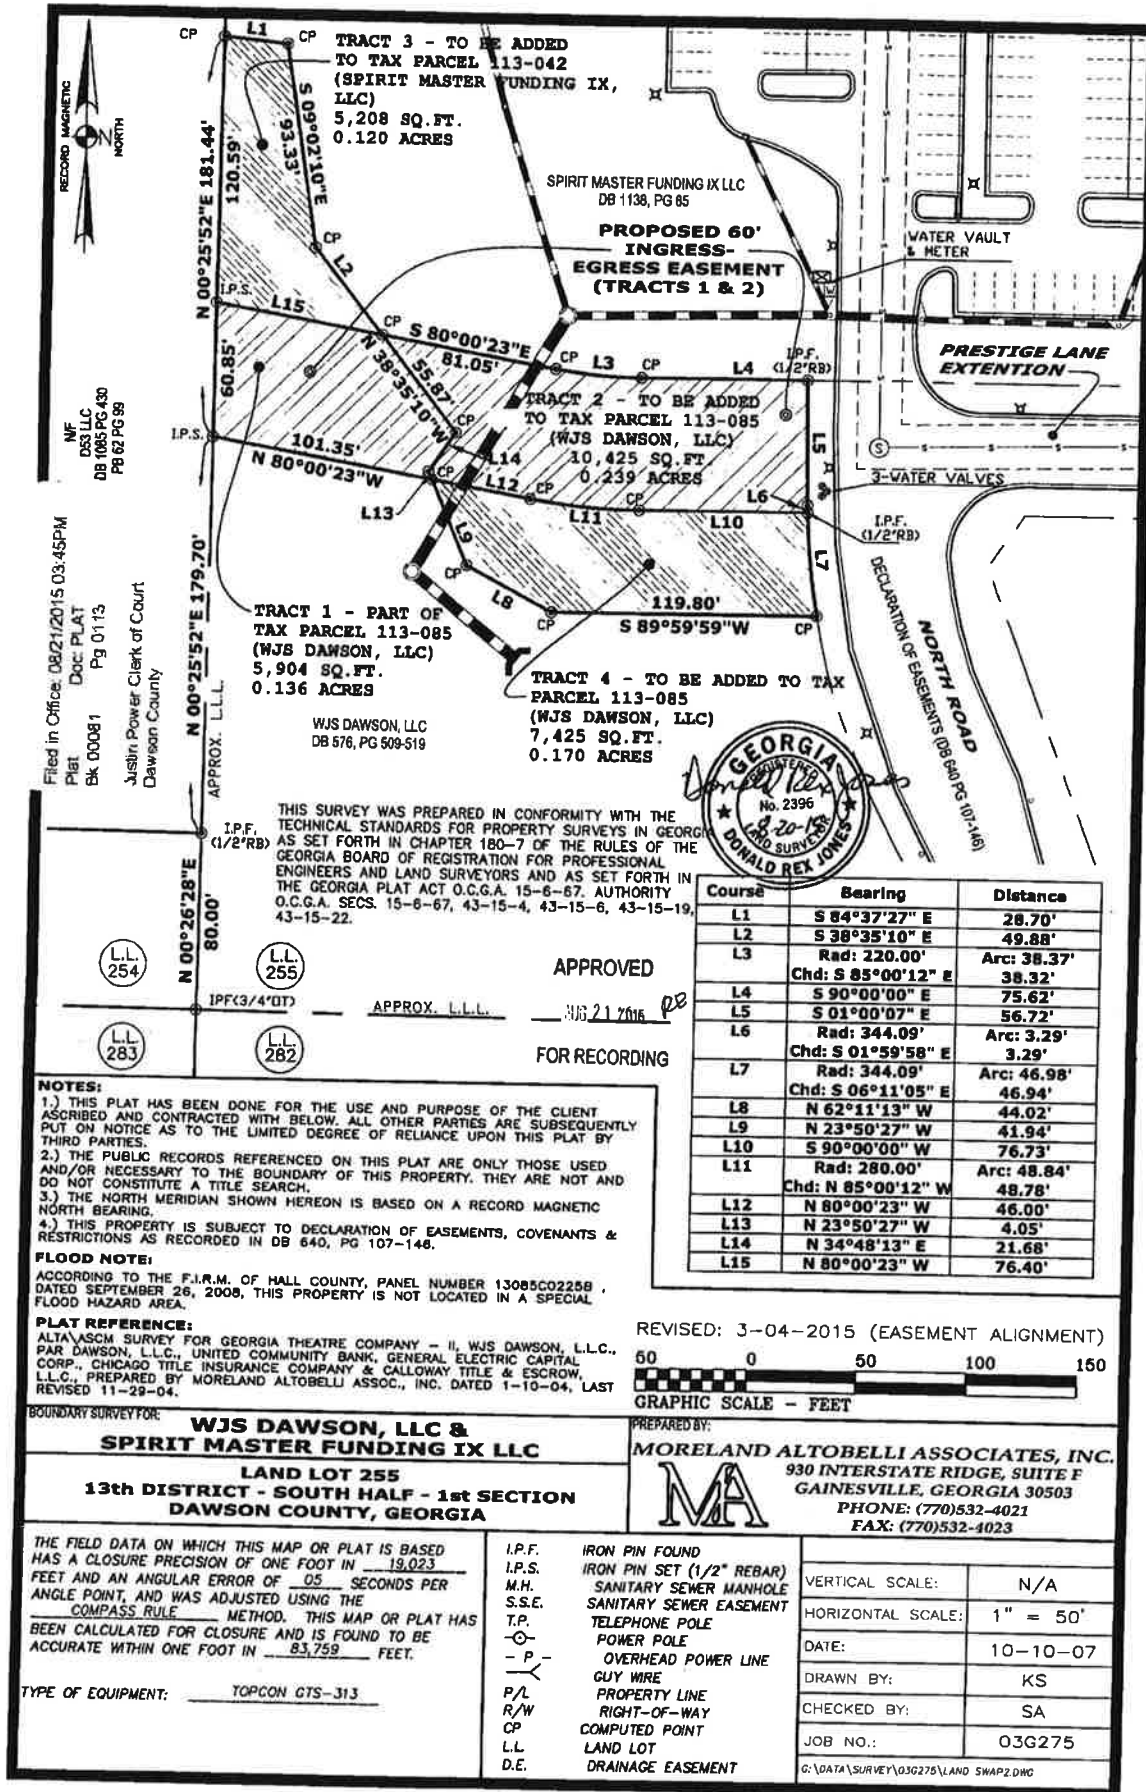 CP
L1
CP
TRACT 3 - TO BE ADDED
TO TAX PARCEL 113-042
(SPIRIT MASTER FUNDING IX,
LLC)
5,208 SQ.FT.
0.120 ACRES
RECORD MAGNETIC
N
NORTH
N 00°25'52"E 181.44'
120.59'
S 09°02'10"E
93.33'
SPIRIT MASTER FUNDING IX LLC
DB 1138, PG 65
PROPOSED 60'
INGRESS-
EGRESS EASEMENT
(TRACTS 1 & 2)
WATER VAULT
& METER
W
CP
L2
I.P.S.
L15
CP
S 80°00'23"E
81.05'
CP
L3
CP
L4
I.P.F.
(1/2"RB)
PRESTIGE LANE
EXTENTION
N 38°35'10"W
55.87'
60.85'
TRACT 2 - TO BE ADDED
TO TAX PARCEL 113-085
(WJS DAWSON, LLC)
10,425 SQ.FT.
0.239 ACRES
L5
S
N/F
D53 LLC
DB 1085 PG 430
PB 62 PG 99
I.P.S.
101.35'
N 80°00'23"W
CP
L14
L12
CP
L13
L11
CP
L10
L6
3-WATER VALVES
I.P.F.
(1/2"RB)
L9
L7
CP
L8
CP
119.80'
S 89°59'59"W
CP
DECLARATION OF EASEMENTS (DB 640 PG 107-146)
NORTH ROAD
Filed in Office: 08/21/2015 03:45PM
Plat Doc: PLAT
Bk 00081 Pg 0113
Justin Power Clerk of Court
Dawson County
N 00°25'52"E 179.70'
APPROX. L.L.L.
TRACT 1 - PART OF
TAX PARCEL 113-085
(WJS DAWSON, LLC)
5,904 SQ.FT.
0.136 ACRES
WJS DAWSON, LLC
DB 576, PG 509-519
TRACT 4 - TO BE ADDED TO TAX
PARCEL 113-085
(WJS DAWSON, LLC)
7,425 SQ.FT.
0.170 ACRES
GEORGIA
REGISTERED
No. 2396
8-20-15
LAND SURVEYOR
DONALD REX JONES
Donald Rex Jones
I.P.F.
(1/2"RB)
THIS SURVEY WAS PREPARED IN CONFORMITY WITH THE
TECHNICAL STANDARDS FOR PROPERTY SURVEYS IN GEORGIA
AS SET FORTH IN CHAPTER 180-7 OF THE RULES OF THE
GEORGIA BOARD OF REGISTRATION FOR PROFESSIONAL
ENGINEERS AND LAND SURVEYORS AND AS SET FORTH IN
THE GEORGIA PLAT ACT O.C.G.A. 15-6-67. AUTHORITY
O.C.G.A. SECS. 15-6-67, 43-15-4, 43-15-6, 43-15-19,
43-15-22.
N 00°26'28"E
80.00'
L.L.
254
L.L.
255
IPF(3/4"OT)
APPROX. L.L.L.
L.L.
283
L.L.
282
APPROVED
AUG 21 2015 RB
FOR RECORDING
Course Bearing Distance
L1 S 84°37'27" E 28.70'
L2 S 38°35'10" E 49.88'
L3 Rad: 220.00' Arc: 38.37'
Chd: S 85°00'12" E 38.32'
L4 S 90°00'00" E 75.62'
L5 S 01°00'07" E 56.72'
L6 Rad: 344.09' Arc: 3.29'
Chd: S 01°59'58" E 3.29'
L7 Rad: 344.09' Arc: 46.98'
Chd: S 06°11'05" E 46.94'
L8 N 62°11'13" W 44.02'
L9 N 23°50'27" W 41.94'
L10 S 90°00'00" W 76.73'
L11 Rad: 280.00' Arc: 48.84'
Chd: N 85°00'12" W 48.78'
L12 N 80°00'23" W 46.00'
L13 N 23°50'27" W 4.05'
L14 N 34°48'13" E 21.68'
L15 N 80°00'23" W 76.40'
NOTES:
1.) THIS PLAT HAS BEEN DONE FOR THE USE AND PURPOSE OF THE CLIENT
ASCRIBED AND CONTRACTED WITH BELOW. ALL OTHER PARTIES ARE SUBSEQUENTLY
PUT ON NOTICE AS TO THE LIMITED DEGREE OF RELIANCE UPON THIS PLAT BY
THIRD PARTIES.
2.) THE PUBLIC RECORDS REFERENCED ON THIS PLAT ARE ONLY THOSE USED
AND/OR NECESSARY TO THE BOUNDARY OF THIS PROPERTY. THEY ARE NOT AND
DO NOT CONSTITUTE A TITLE SEARCH.
3.) THE NORTH MERIDIAN SHOWN HEREON IS BASED ON A RECORD MAGNETIC
NORTH BEARING.
4.) THIS PROPERTY IS SUBJECT TO DECLARATION OF EASEMENTS, COVENANTS &
RESTRICTIONS AS RECORDED IN DB 640, PG 107-146.
FLOOD NOTE:
ACCORDING TO THE F.I.R.M. OF HALL COUNTY, PANEL NUMBER 13085C0225B ,
DATED SEPTEMBER 26, 2008, THIS PROPERTY IS NOT LOCATED IN A SPECIAL
FLOOD HAZARD AREA.
PLAT REFERENCE:
ALTA\ASCM SURVEY FOR GEORGIA THEATRE COMPANY - II, WJS DAWSON, L.L.C.,
PAR DAWSON, L.L.C., UNITED COMMUNITY BANK, GENERAL ELECTRIC CAPITAL
CORP., CHICAGO TITLE INSURANCE COMPANY & CALLOWAY TITLE & ESCROW,
L.L.C., PREPARED BY MORELAND ALTOBELLI ASSOC., INC. DATED 1-10-04, LAST
REVISED 11-29-04.
REVISED: 3-04-2015 (EASEMENT ALIGNMENT)
50 0 50 100 150
GRAPHIC SCALE - FEET
BOUNDARY SURVEY FOR:
WJS DAWSON, LLC &
SPIRIT MASTER FUNDING IX LLC
LAND LOT 255
13th DISTRICT - SOUTH HALF - 1st SECTION
DAWSON COUNTY, GEORGIA
PREPARED BY:
MORELAND ALTOBELLI ASSOCIATES, INC.
MA
930 INTERSTATE RIDGE, SUITE F
GAINESVILLE, GEORGIA 30503
PHONE: (770)532-4021
FAX: (770)532-4023
THE FIELD DATA ON WHICH THIS MAP OR PLAT IS BASED
HAS A CLOSURE PRECISION OF ONE FOOT IN 19,023
FEET AND AN ANGULAR ERROR OF 05 SECONDS PER
ANGLE POINT, AND WAS ADJUSTED USING THE
COMPASS RULE METHOD. THIS MAP OR PLAT HAS
BEEN CALCULATED FOR CLOSURE AND IS FOUND TO BE
ACCURATE WITHIN ONE FOOT IN 83,759 FEET.
TYPE OF EQUIPMENT: TOPCON GTS-313
I.P.F. IRON PIN FOUND
I.P.S. IRON PIN SET (1/2" REBAR)
M.H. SANITARY SEWER MANHOLE
S.S.E. SANITARY SEWER EASEMENT
T.P. TELEPHONE POLE
POWER POLE
- P - OVERHEAD POWER LINE
GUY WIRE
P/L PROPERTY LINE
R/W RIGHT-OF-WAY
CP COMPUTED POINT
L.L. LAND LOT
D.E. DRAINAGE EASEMENT
VERTICAL SCALE: N/A
HORIZONTAL SCALE: 1" = 50'
DATE: 10-10-07
DRAWN BY: KS
CHECKED BY: SA
JOB NO.: 03G275
G:\DATA\SURVEY\03G275\LAND SWAP2.DWG